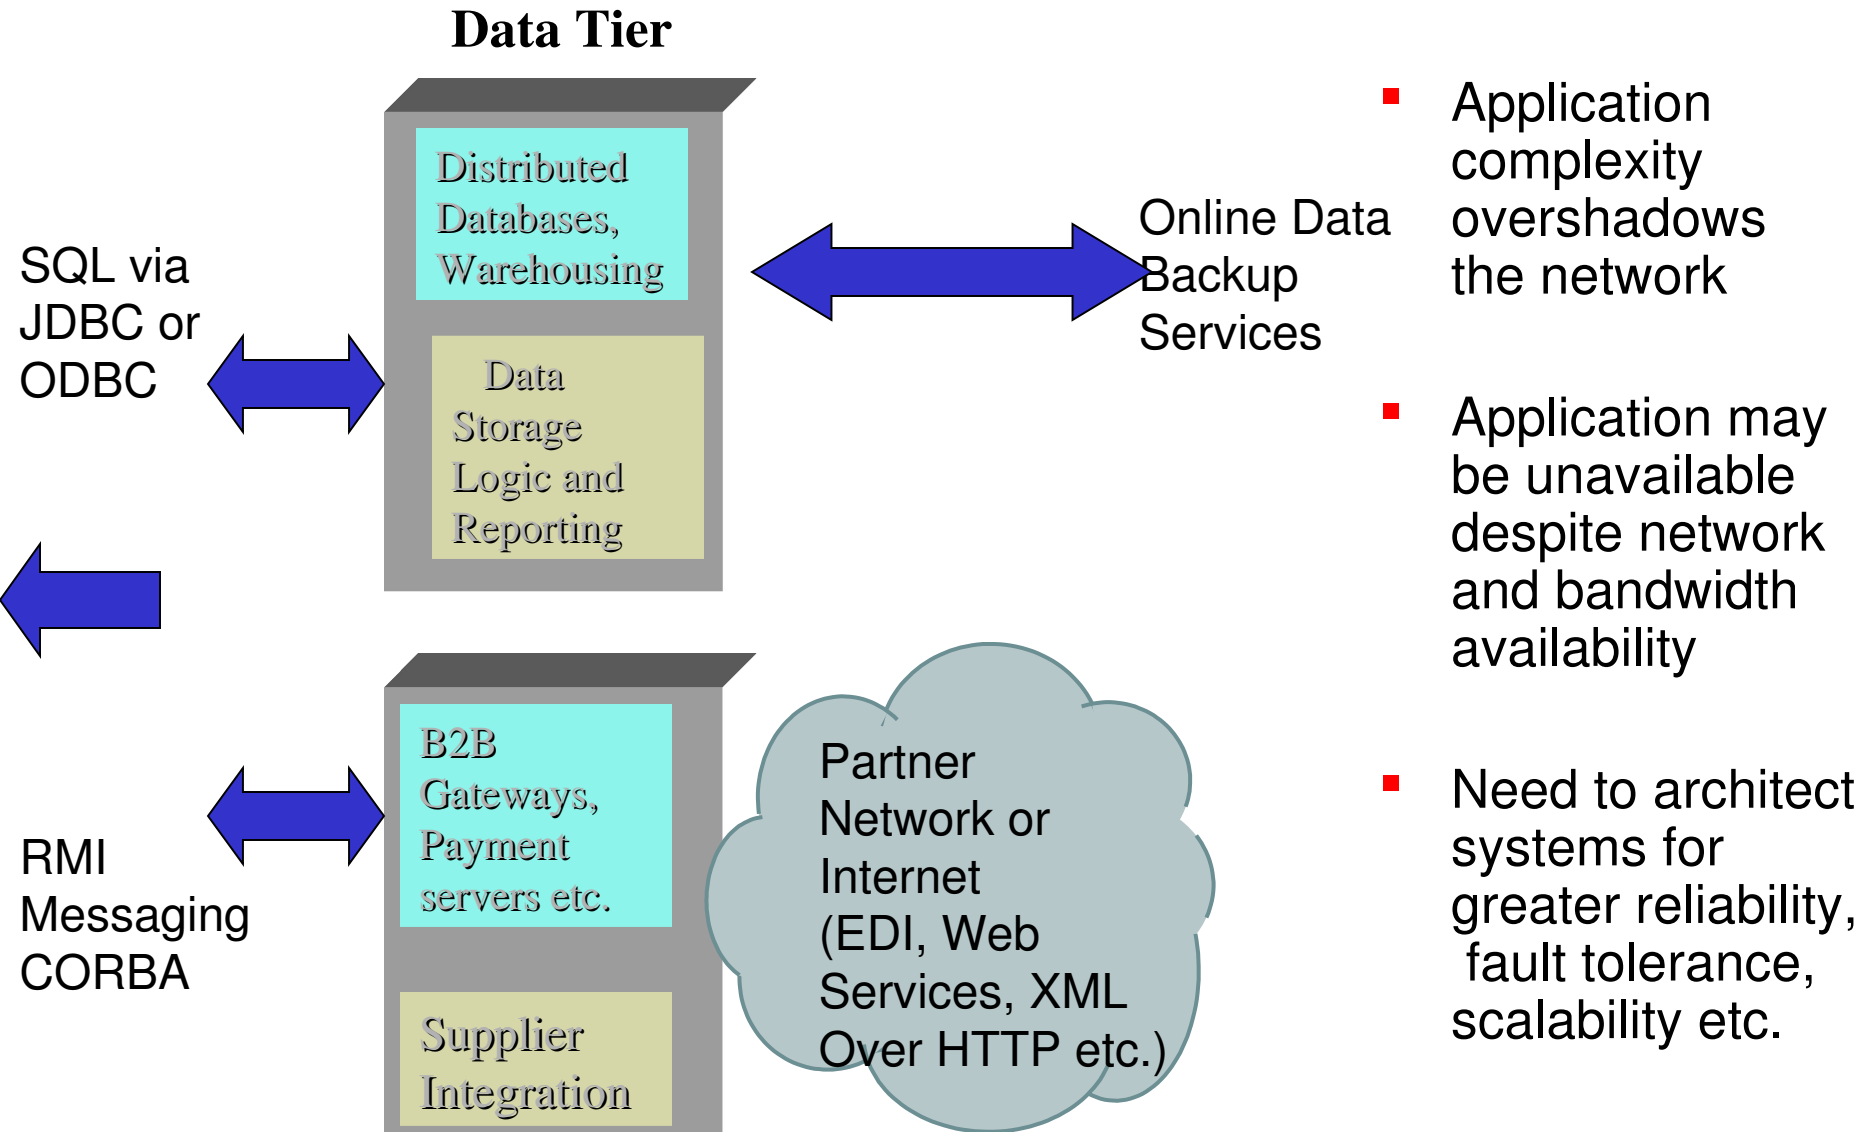 Data Tier
Distributed
Databases,
Warehousing
Data
Storage
Logic and
Reporting
SQL via
JDBC or
ODBC
Online Data
Backup
Services
B2B
Gateways,
Payment
servers etc.
Supplier
Integration
RMI
Messaging
CORBA
Partner
Network or
Internet
(EDI, Web
Services, XML
Over HTTP etc.)
Application
complexity
overshadows
the network
Application may
be unavailable
despite network
and bandwidth
availability
Need to architect
systems for
greater reliability,
fault tolerance,
scalability etc.